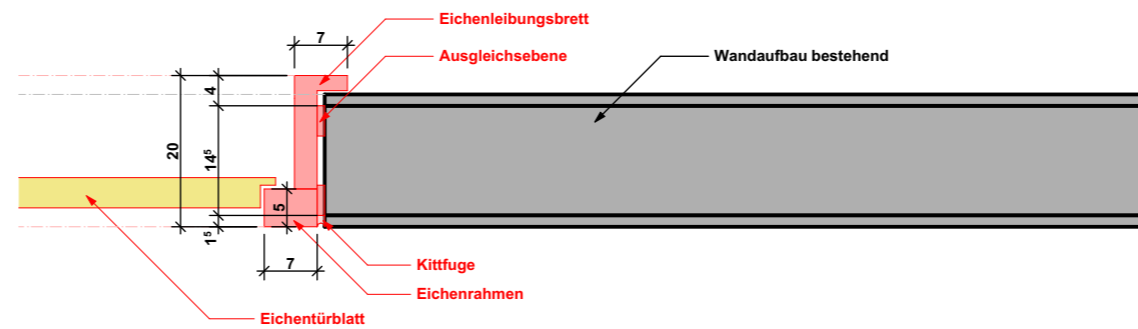 Eichenleibungsbrett
7
Ausgleichsebene
Wandaufbau bestehend
4
20
14⁵
5
1⁵
7
Kittfuge
Eichenrahmen
Eichentürblatt